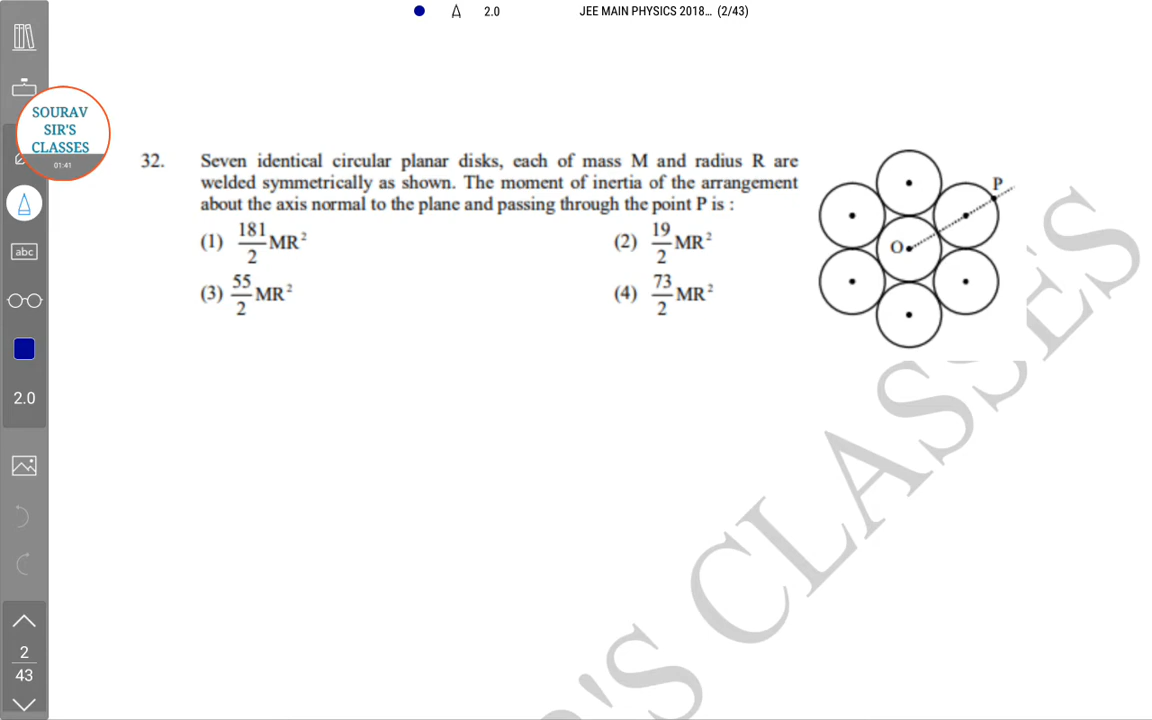 2.0 JEE MAIN PHYSICS 2018... (2/43)
SOURAV
SIR'S
CLASSES
01:41
abc
2.0
2
43
32. Seven identical circular planar disks, each of mass M and radius R are
welded symmetrically as shown. The moment of inertia of the arrangement
about the axis normal to the plane and passing through the point P is :
(1) 181/2 MR² (2) 19/2 MR²
(3) 55/2 MR² (4) 73/2 MR²
P
O
R'S CLASSES